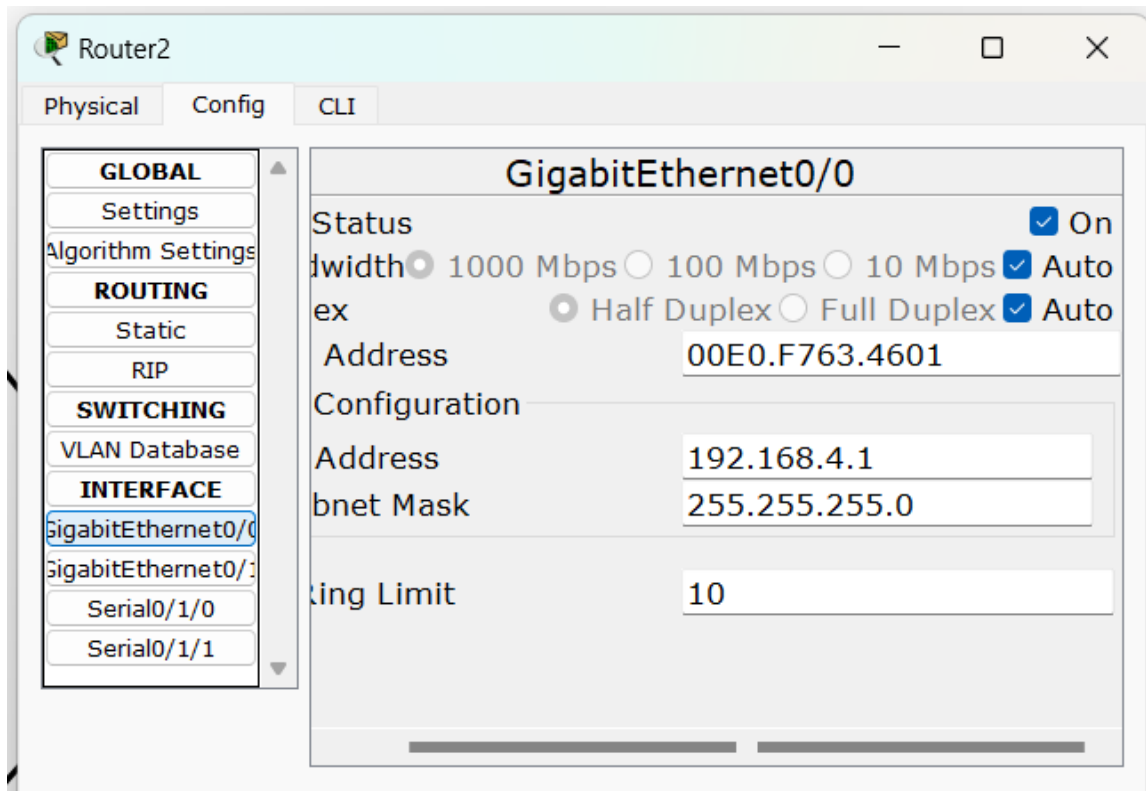 Router2
Physical Config CLI
GLOBAL
Settings
Algorithm Settings
ROUTING
Static
RIP
SWITCHING
VLAN Database
INTERFACE
GigabitEthernet0/0
GigabitEthernet0/1
Serial0/1/0
Serial0/1/1
GigabitEthernet0/0
Status On
dwidth 1000 Mbps 100 Mbps 10 Mbps Auto
ex Half Duplex Full Duplex Auto
Address 00E0.F763.4601
Configuration
Address 192.168.4.1
bnet Mask 255.255.255.0
Ring Limit 10